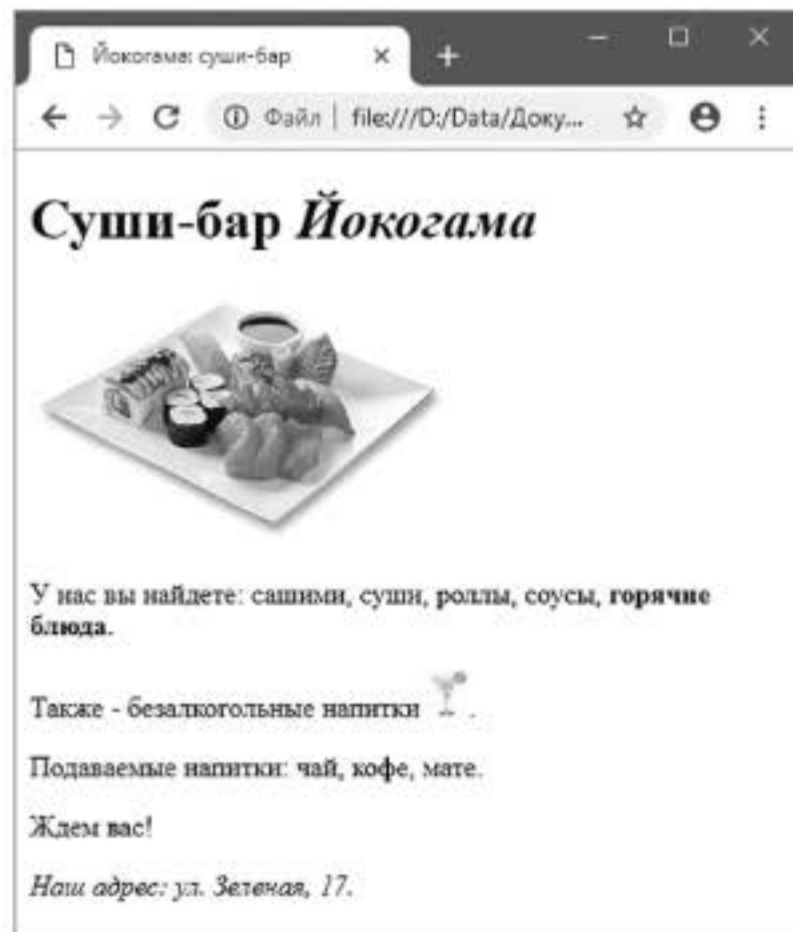 Йокогама: суши-бар
Файл | file:///D:/Data/Доку...
Суши-бар Йокогама
У нас вы найдете: сашими, суши, роллы, соусы, горячие
блюда.
Также - безалкогольные напитки .
Подаваемые напитки: чай, кофе, мате.
Ждем вас!
Наш адрес: ул. Зеленая, 17.